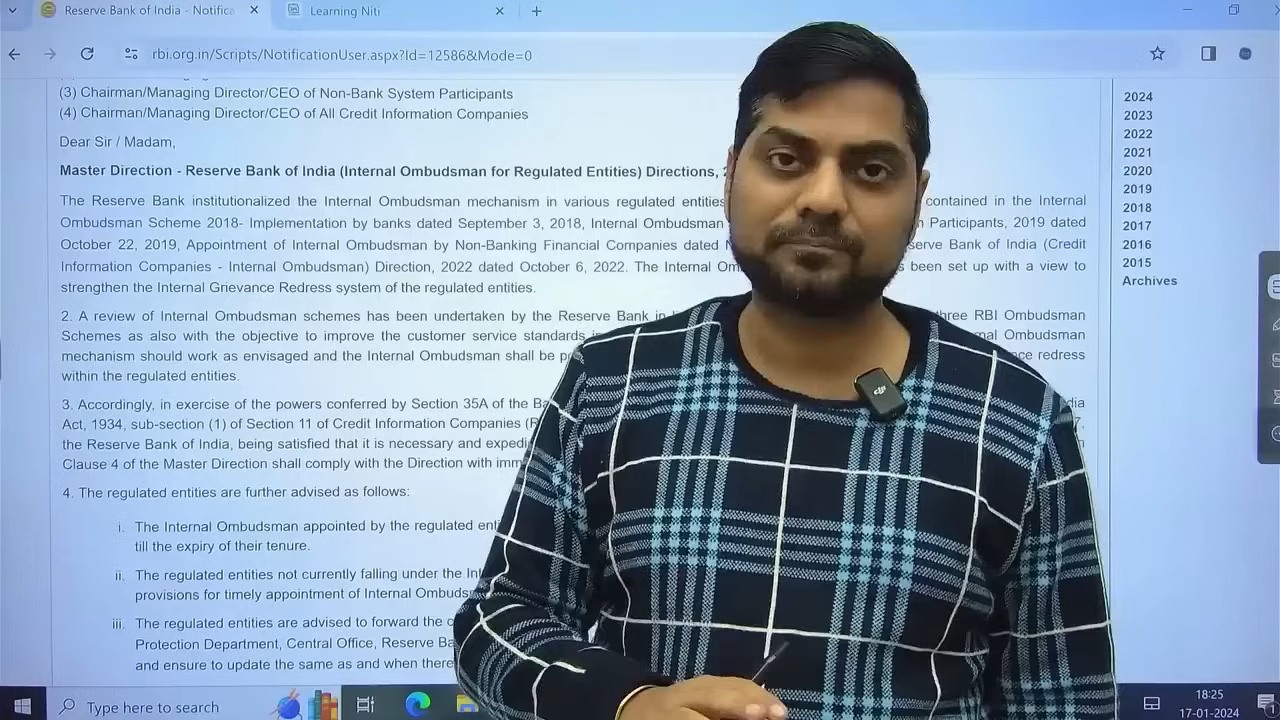 Reserve Bank of India - Notifica
Learning Niti
rbi.org.in/Scripts/NotificationUser.aspx?Id=12586&Mode=0
(3) Chairman/Managing Director/CEO of Non-Bank System Participants
(4) Chairman/Managing Director/CEO of All Credit Information Companies
Dear Sir / Madam,
Master Direction - Reserve Bank of India (Internal Ombudsman for Regulated Entities) Directions,
The Reserve Bank institutionalized the Internal Ombudsman mechanism in various regulated entities contained in the Internal
Ombudsman Scheme 2018- Implementation by banks dated September 3, 2018, Internal Ombudsman Participants, 2019 dated
October 22, 2019, Appointment of Internal Ombudsman by Non-Banking Financial Companies dated serve Bank of India (Credit
Information Companies - Internal Ombudsman) Direction, 2022 dated October 6, 2022. The Internal Om been set up with a view to
strengthen the Internal Grievance Redress system of the regulated entities.
2. A review of Internal Ombudsman schemes has been undertaken by the Reserve Bank in three RBI Ombudsman
Schemes as also with the objective to improve the customer service standards nal Ombudsman
mechanism should work as envisaged and the Internal Ombudsman shall be ce redress
within the regulated entities.
3. Accordingly, in exercise of the powers conferred by Section 35A of the Ba dia
Act, 1934, sub-section (1) of Section 11 of Credit Information Companies (R
the Reserve Bank of India, being satisfied that it is necessary and expedi
Clause 4 of the Master Direction shall comply with the Direction with imm
4. The regulated entities are further advised as follows:
i. The Internal Ombudsman appointed by the regulated enti
till the expiry of their tenure.
ii. The regulated entities not currently falling under the Int
provisions for timely appointment of Internal Ombuds
iii. The regulated entities are advised to forward the c
Protection Department, Central Office, Reserve Ba
and ensure to update the same as and when there
2024
2023
2022
2021
2020
2019
2018
2017
2016
2015
Archives
dji
Type here to search
18:25
17-01-2024
1